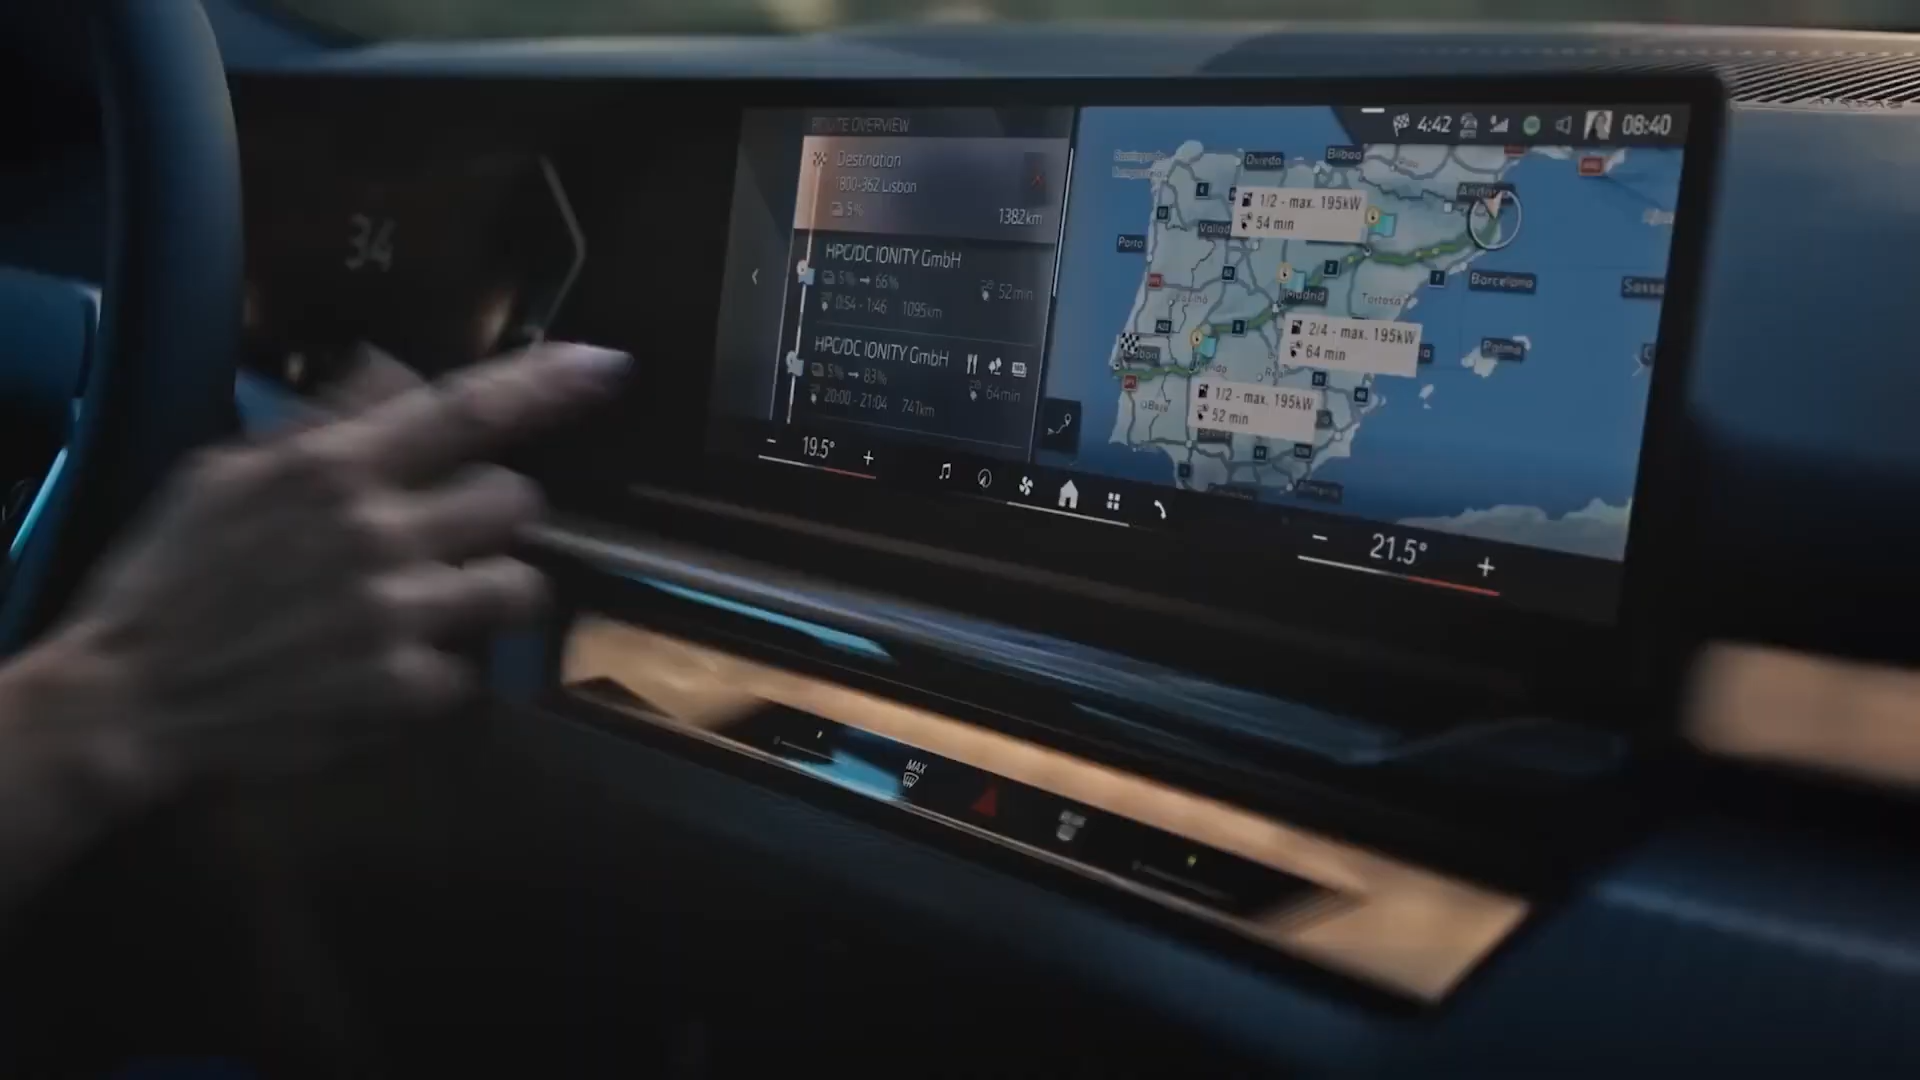 34
ROUTE OVERVIEW
Destination
1800-362 Lisbon
5%
1382 km
HPC/DC IONITY GmbH
5% → 66%
52 min
0:54 - 1:46 1095 km
HPC/DC IONITY GmbH
5% → 83%
64 min
20:00 - 21:04 741 km
- 19.5° +
4:42
08:40
Oviedo
Bilbao
Andorra
1/2 - max. 195kW
54 min
Porto
Barcelona
Madrid
Tortosa
2/4 - max. 195kW
64 min
Palma
Lisbon
1/2 - max. 195kW
52 min
- 21.5° +
MAX
REAR